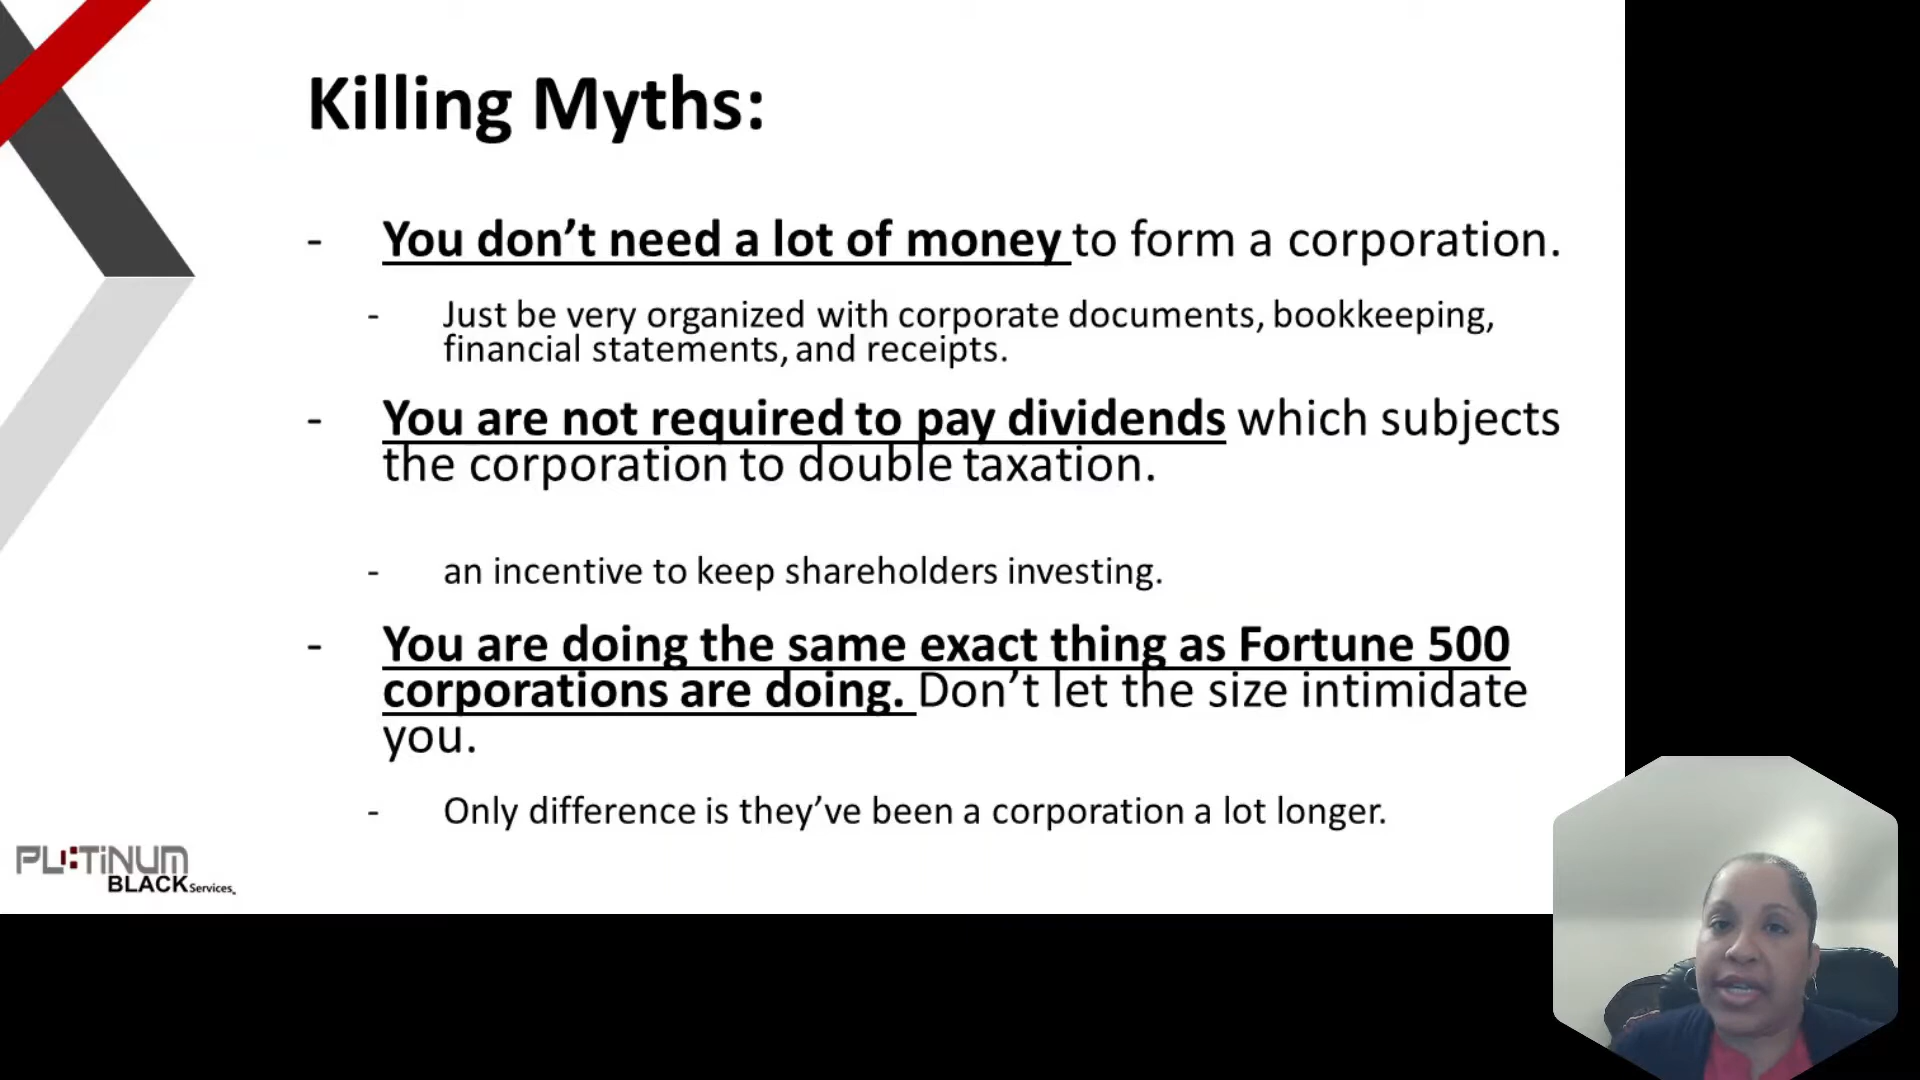 Killing Myths:
- You don’t need a lot of money to form a corporation.
- Just be very organized with corporate documents, bookkeeping,
financial statements, and receipts.
- You are not required to pay dividends which subjects
the corporation to double taxation.
- an incentive to keep shareholders investing.
- You are doing the same exact thing as Fortune 500
corporations are doing. Don’t let the size intimidate
you.
- Only difference is they’ve been a corporation a lot longer.
PLATINUM
BLACK Services